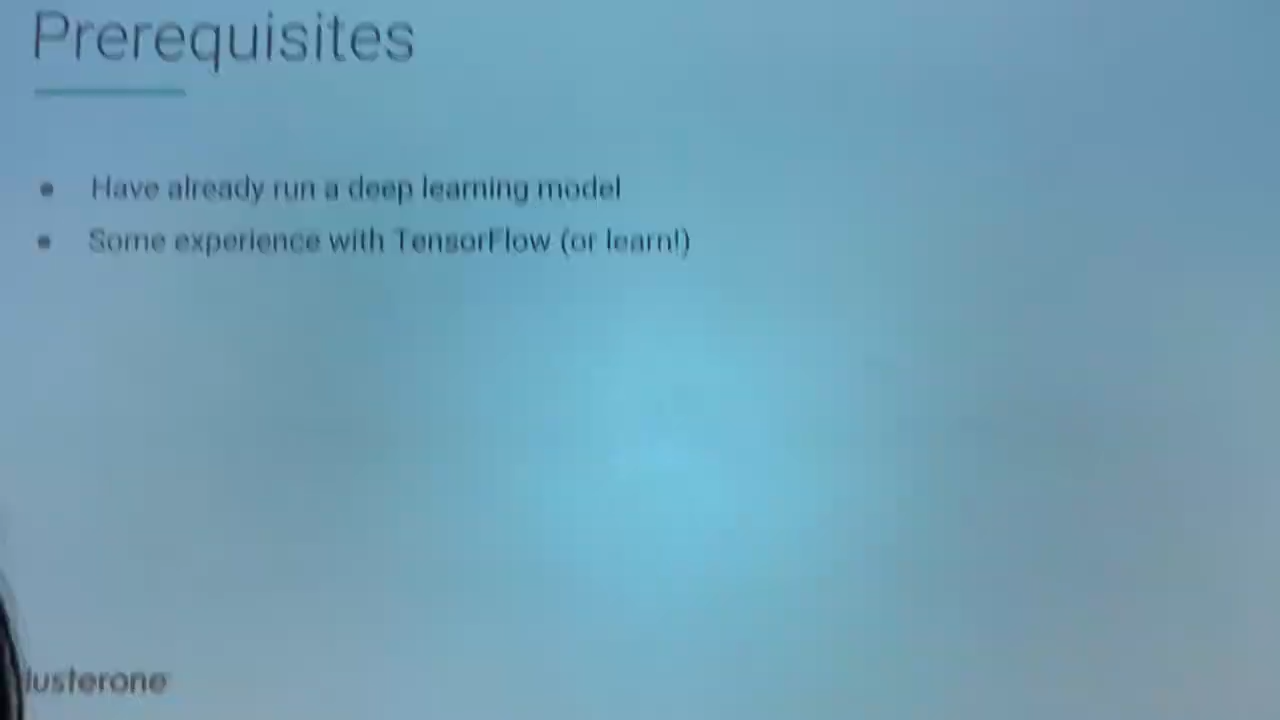 Prerequisites
Have already run a deep learning model
Some experience with TensorFlow (or learn!)
lusterone